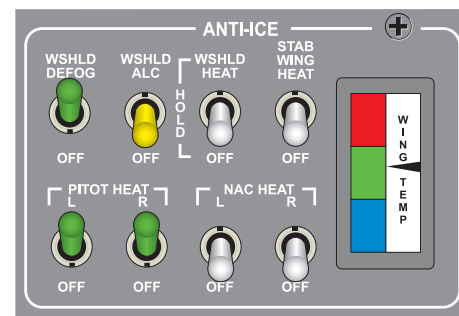 ANTI-ICE
WSHLD DEFOG
WSHLD ALC
HOLD
WSHLD HEAT
STAB WING HEAT
OFF
OFF
OFF
OFF
PITOT HEAT
L R
NAC HEAT
L R
OFF
OFF
OFF
OFF
WING TEMP